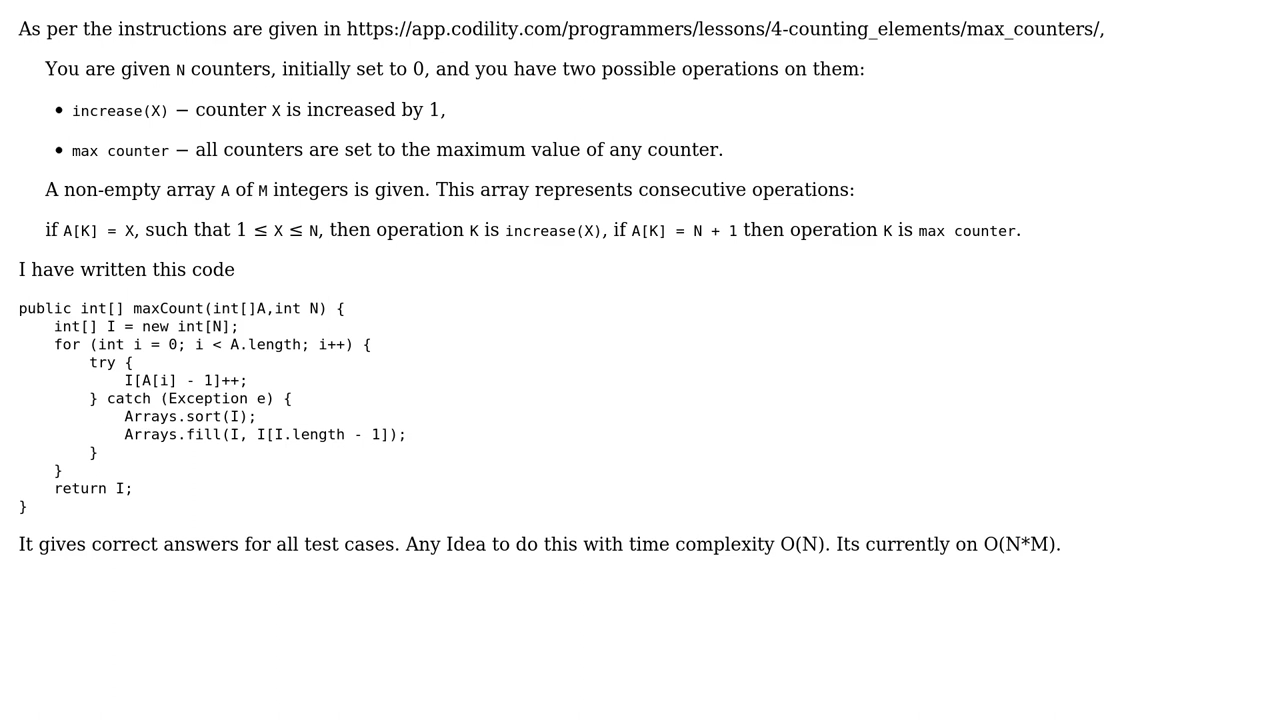 As per the instructions are given in https://app.codility.com/programmers/lessons/4-counting_elements/max_counters/,
You are given N counters, initially set to 0, and you have two possible operations on them:
• increase(X) − counter X is increased by 1,
• max counter − all counters are set to the maximum value of any counter.
A non-empty array A of M integers is given. This array represents consecutive operations:
if A[K] = X, such that 1 ≤ X ≤ N, then operation K is increase(X), if A[K] = N + 1 then operation K is max counter.
I have written this code
public int[] maxCount(int[]A,int N) {
    int[] I = new int[N];
    for (int i = 0; i < A.length; i++) {
        try {
            I[A[i] - 1]++;
        } catch (Exception e) {
            Arrays.sort(I);
            Arrays.fill(I, I[I.length - 1]);
        }
    }
    return I;
}
It gives correct answers for all test cases. Any Idea to do this with time complexity O(N). Its currently on O(N*M).